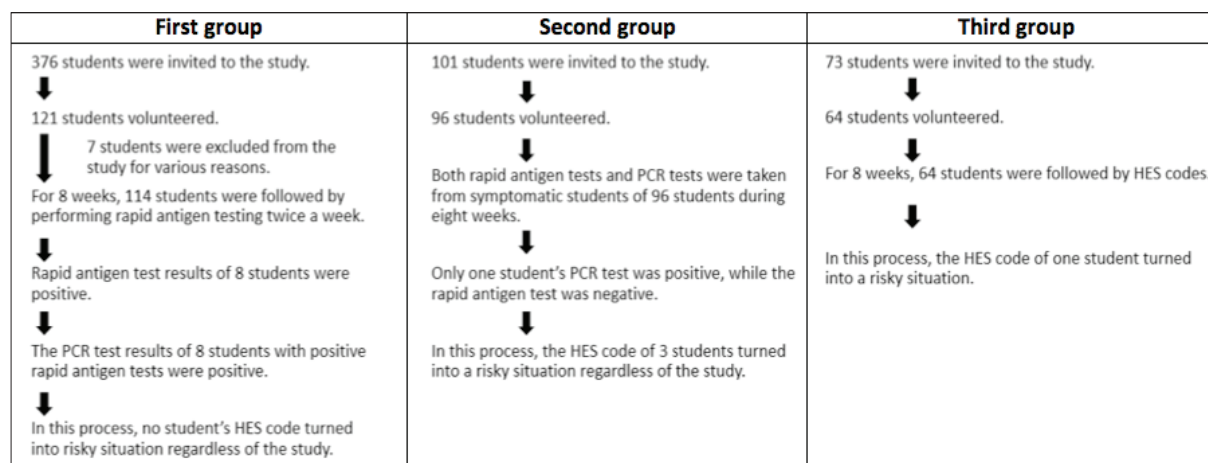 First group
376 students were invited to the study.
121 students volunteered.
7 students were excluded from the
study for various reasons.
For 8 weeks, 114 students were followed by
performing rapid antigen testing twice a week.
Rapid antigen test results of 8 students were
positive.
The PCR test results of 8 students with positive
rapid antigen tests were positive.
In this process, no student's HES code turned
into risky situation regardless of the study.
Second group
101 students were invited to the study.
96 students volunteered.
Both rapid antigen tests and PCR tests were taken
from symptomatic students of 96 students during
eight weeks.
Only one student's PCR test was positive, while the
rapid antigen test was negative.
In this process, the HES code of 3 students turned
into a risky situation regardless of the study.
Third group
73 students were invited to the study.
64 students volunteered.
For 8 weeks, 64 students were followed by HES codes.
In this process, the HES code of one student turned
into a risky situation.